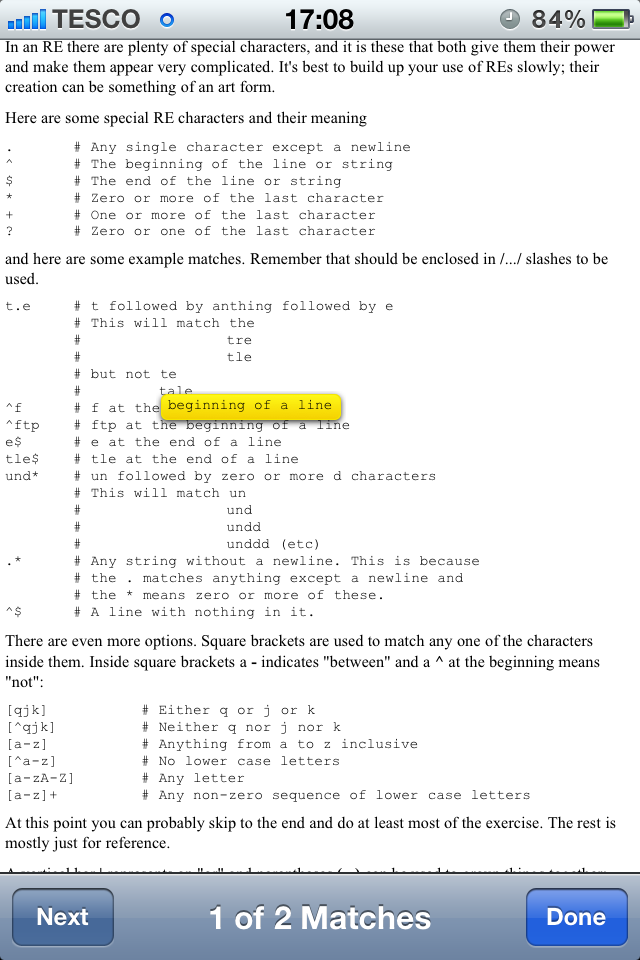 TESCO 17:08 84%
In an RE there are plenty of special characters, and it is these that both give them their power
and make them appear very complicated. It's best to build up your use of REs slowly; their
creation can be something of an art form.
Here are some special RE characters and their meaning
. # Any single character except a newline
^ # The beginning of the line or string
$ # The end of the line or string
* # Zero or more of the last character
+ # One or more of the last character
? # Zero or one of the last character
and here are some example matches. Remember that should be enclosed in /.../ slashes to be
used.
t.e # t followed by anthing followed by e
# This will match the
# tre
# tle
# but not te
# tale
^f # f at the beginning of a line
^ftp # ftp at the beginning of a line
e$ # e at the end of a line
tle$ # tle at the end of a line
und* # un followed by zero or more d characters
# This will match un
# und
# undd
# unddd (etc)
.* # Any string without a newline. This is because
# the . matches anything except a newline and
# the * means zero or more of these.
^$ # A line with nothing in it.
There are even more options. Square brackets are used to match any one of the characters
inside them. Inside square brackets a - indicates "between" and a ^ at the beginning means
"not":
[qjk] # Either q or j or k
[^qjk] # Neither q nor j nor k
[a-z] # Anything from a to z inclusive
[^a-z] # No lower case letters
[a-zA-Z] # Any letter
[a-z]+ # Any non-zero sequence of lower case letters
At this point you can probably skip to the end and do at least most of the exercise. The rest is
mostly just for reference.
Next 1 of 2 Matches Done